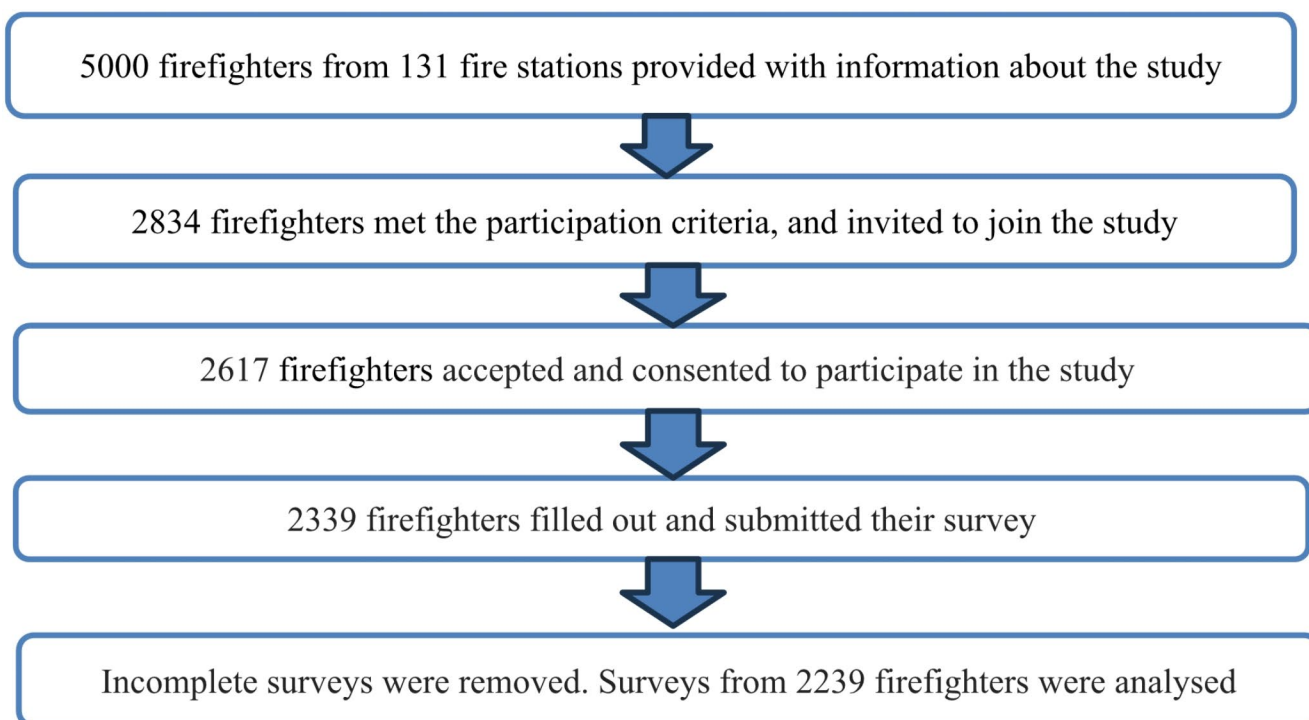 5000 firefighters from 131 fire stations provided with information about the study
2834 firefighters met the participation criteria, and invited to join the study
2617 firefighters accepted and consented to participate in the study
2339 firefighters filled out and submitted their survey
Incomplete surveys were removed. Surveys from 2239 firefighters were analysed